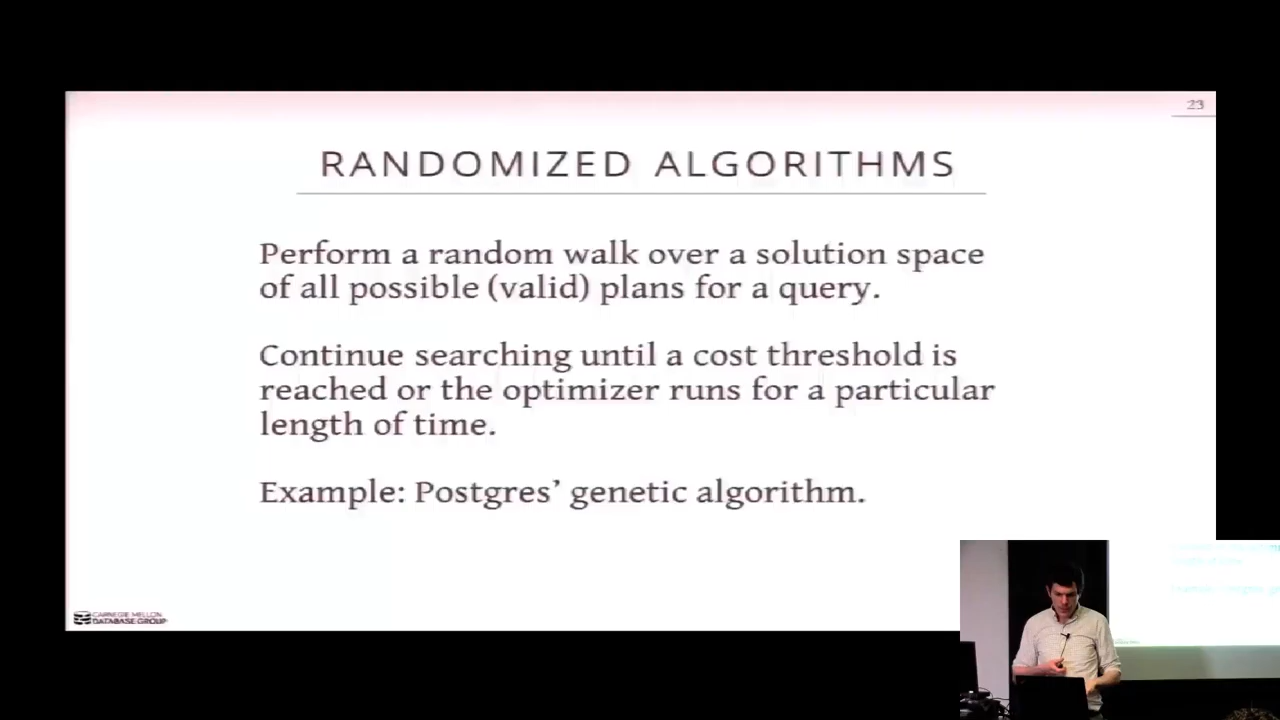 23
RANDOMIZED ALGORITHMS
Perform a random walk over a solution space
of all possible (valid) plans for a query.
Continue searching until a cost threshold is
reached or the optimizer runs for a particular
length of time.
Example: Postgres’ genetic algorithm.
CARNEGIE MELLON
DATABASE GROUP